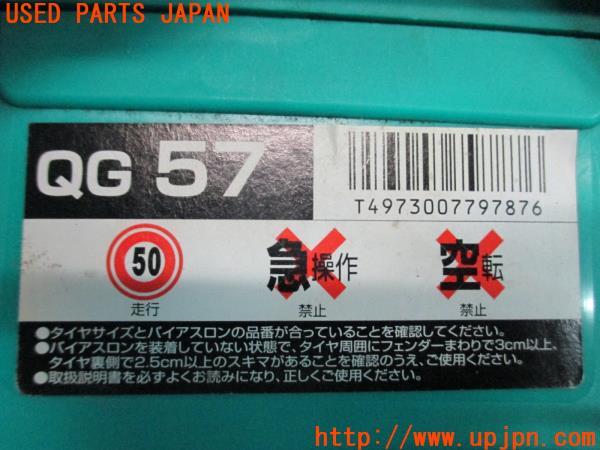 USED PARTS JAPAN
QG 57
T4973007797876
50
走行
急操作
禁止
空転
禁止
●タイヤサイズとバイアスロンの品番が合っていることを確認してください。
●バイアスロンを装着していない状態で、タイヤ周囲にフェンダーまわりで3cm以上、
タイヤ裏側で2.5cm以上のスキマがあることを確認のうえ、ご使用ください。
●取扱説明書を必ずよくお読みになり、正しくご使用ください。
http://www.upjpn.com